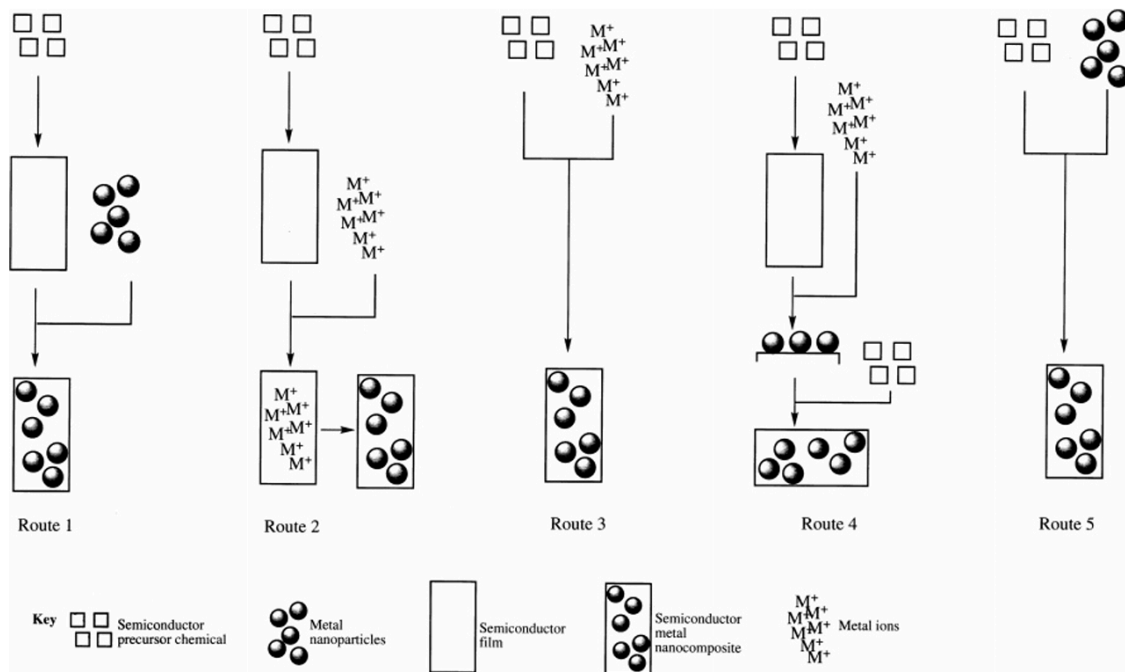 M⁺
M⁺M⁺
M⁺M⁺
M⁺
M⁺
M⁺
M⁺M⁺
M⁺M⁺
M⁺
M⁺
M⁺
M⁺M⁺
M⁺M⁺
M⁺
M⁺
M⁺
M⁺M⁺
M⁺M⁺
M⁺
M⁺
Route 1
Route 2
Route 3
Route 4
Route 5
Key
Semiconductor
precursor chemical
Metal
nanoparticles
Semiconductor
film
Semiconductor
metal
nanocomposite
M⁺
M⁺M⁺
M⁺M⁺
M⁺
M⁺
Metal ions